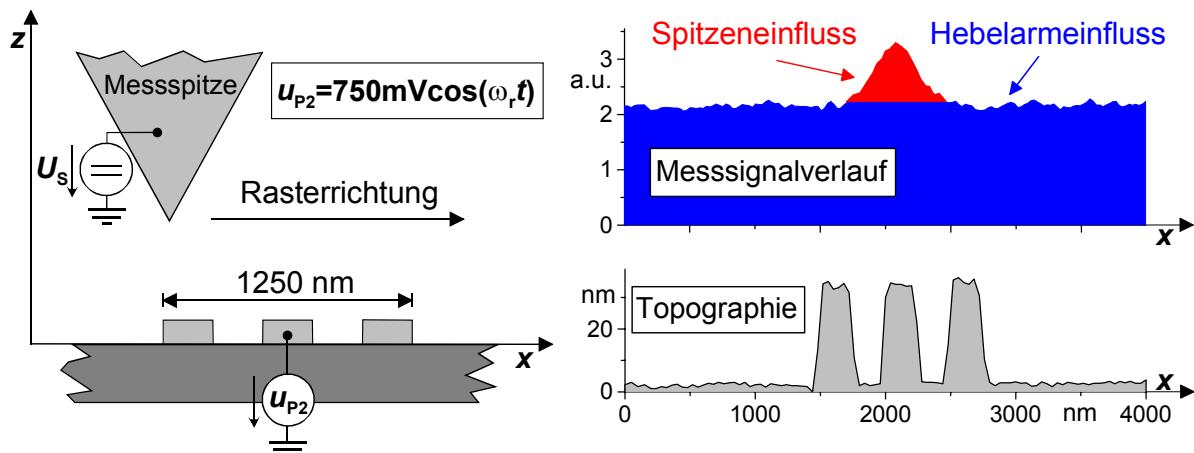 z
Messspitze
u_P2=750mVcos(ω_r t)
U_S
Rasterrichtung
1250 nm
x
u_P2
Spitzeneinfluss
Hebelarmeinfluss
3
a.u.
2
1
0
Messsignalverlauf
x
nm
20
0
Topographie
x
0 1000 2000 3000 nm 4000